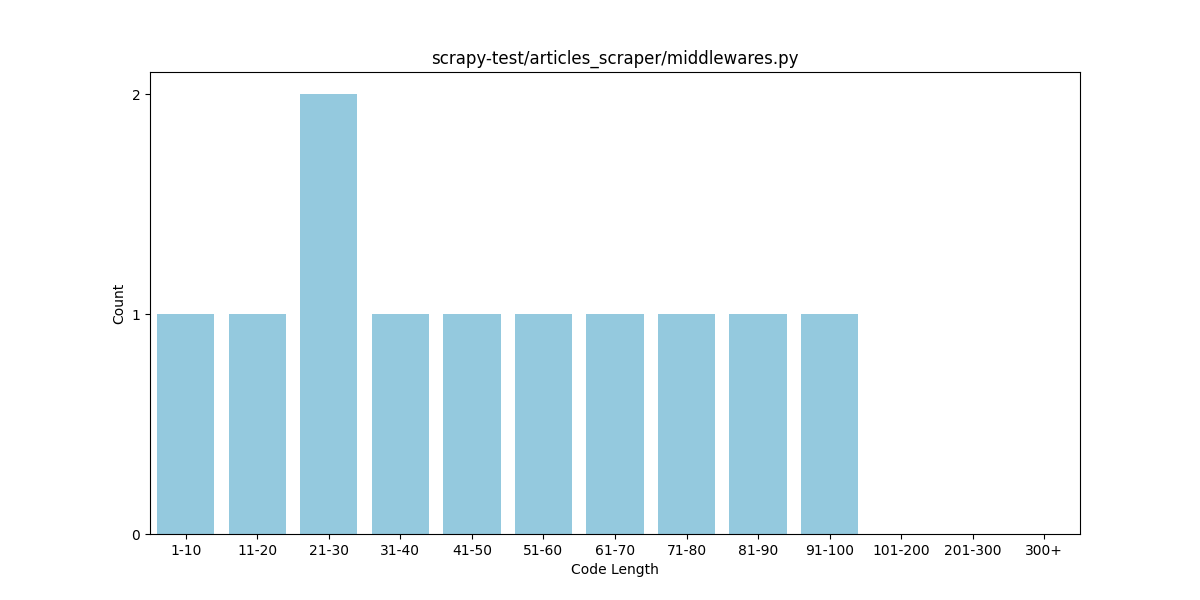 scrapy-test/articles_scraper/middlewares.py
Count
2
1
0
1-10 11-20 21-30 31-40 41-50 51-60 61-70 71-80 81-90 91-100 101-200 201-300 300+
Code Length